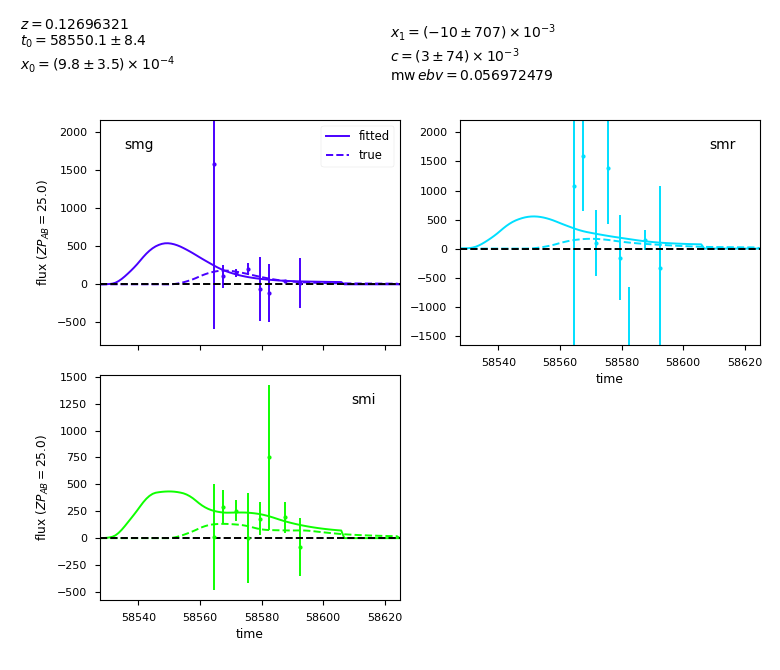 z = 0.12696321
t₀ = 58550.1 ± 8.4
x₀ = (9.8 ± 3.5) × 10⁻⁴
x₁ = (−10 ± 707) × 10⁻³
c = (3 ± 74) × 10⁻³
mw ebv = 0.056972479
smg
fitted
true
flux (ZP_AB = 25.0)
2000
1500
1000
500
0
−500
smr
2000
1500
1000
500
0
−500
−1000
−1500
58540 58560 58580 58600 58620
time
smi
flux (ZP_AB = 25.0)
1500
1250
1000
750
500
250
0
−250
−500
58540 58560 58580 58600 58620
time